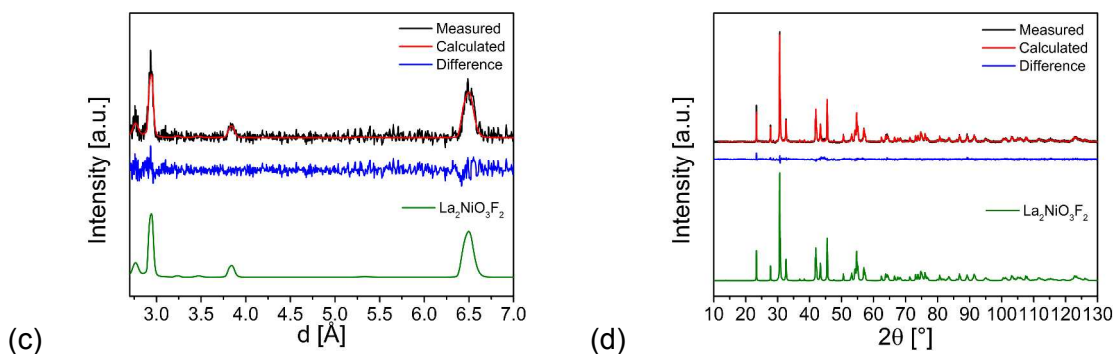 Measured
Calculated
Difference
La₂NiO₃F₂
Intensity [a.u.]
3.0 3.5 4.0 4.5 5.0 5.5 6.0 6.5 7.0
d [Å]
(c)
Measured
Calculated
Difference
La₂NiO₃F₂
Intensity [a.u.]
10 20 30 40 50 60 70 80 90 100 110 120 130
2θ [°]
(d)